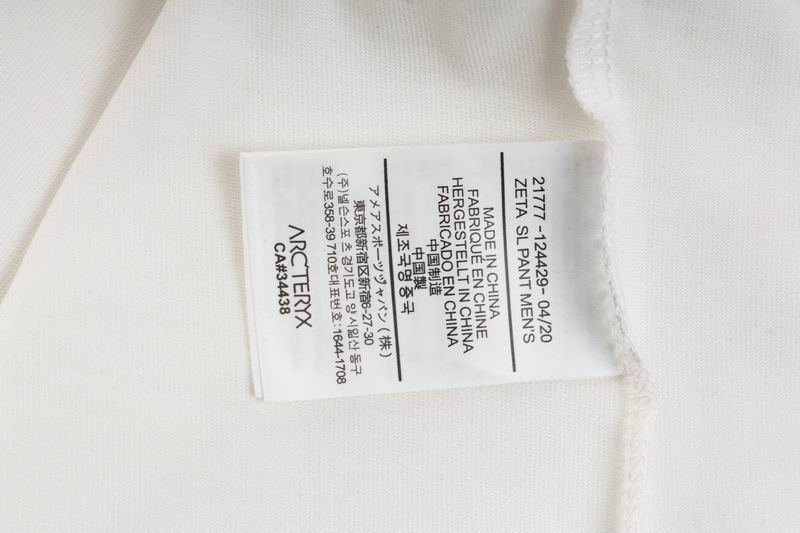 21777 -124429- 04/20
ZETA SL PANT MEN'S
MADE IN CHINA
FABRIQUÉ EN CHINE
HERGESTELLT IN CHINA
FABRICADO EN CHINA
中国制造
中国製
제조국명 중국
アメアスポーツジャパン(株)
東京都新宿区新宿6-27-30
(주)넬슨스포츠 경기도고양시일산동구
호수로358-39 710호대표번호:1644-1708
ARC'TERYX
CA#34438